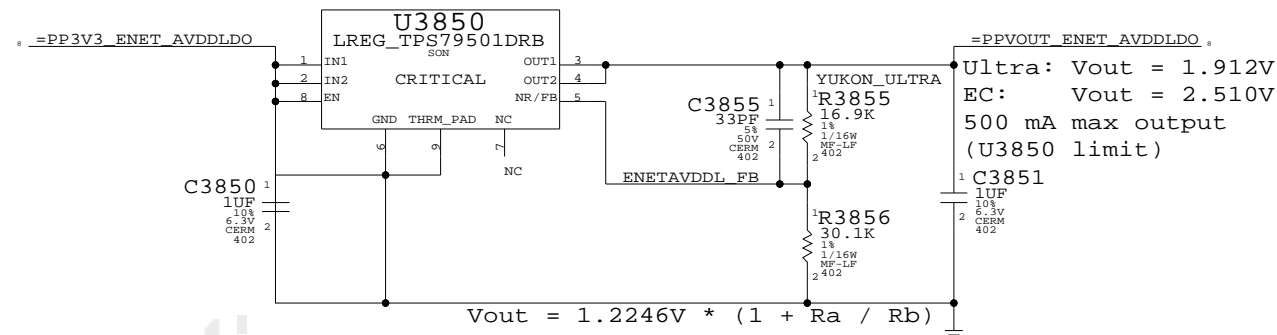 U3850
LREG_TPS79501DRB
SON
CRITICAL
8 =PP3V3_ENET_AVDDLDO
=PPVOUT_ENET_AVDDLDO 8
1 IN1
2 IN2
8 EN
OUT1 3
OUT2 4
NR/FB 5
GND THRM_PAD NC
6 9 7
NC
YUKON_ULTRA
Ultra: Vout = 1.912V
EC: Vout = 2.510V
500 mA max output
(U3850 limit)
C3855 1
33PF
5%
50V
CERM
402 2
1 R3855
16.9K
1%
1/16W
MF-LF
2 402
ENETAVDDL_FB
C3850 1
1UF
10%
6.3V
CERM
402 2
1 R3856
30.1K
1%
1/16W
MF-LF
2 402
1 C3851
1UF
10%
6.3V
2 CERM
402
Vout = 1.2246V * (1 + Ra / Rb)